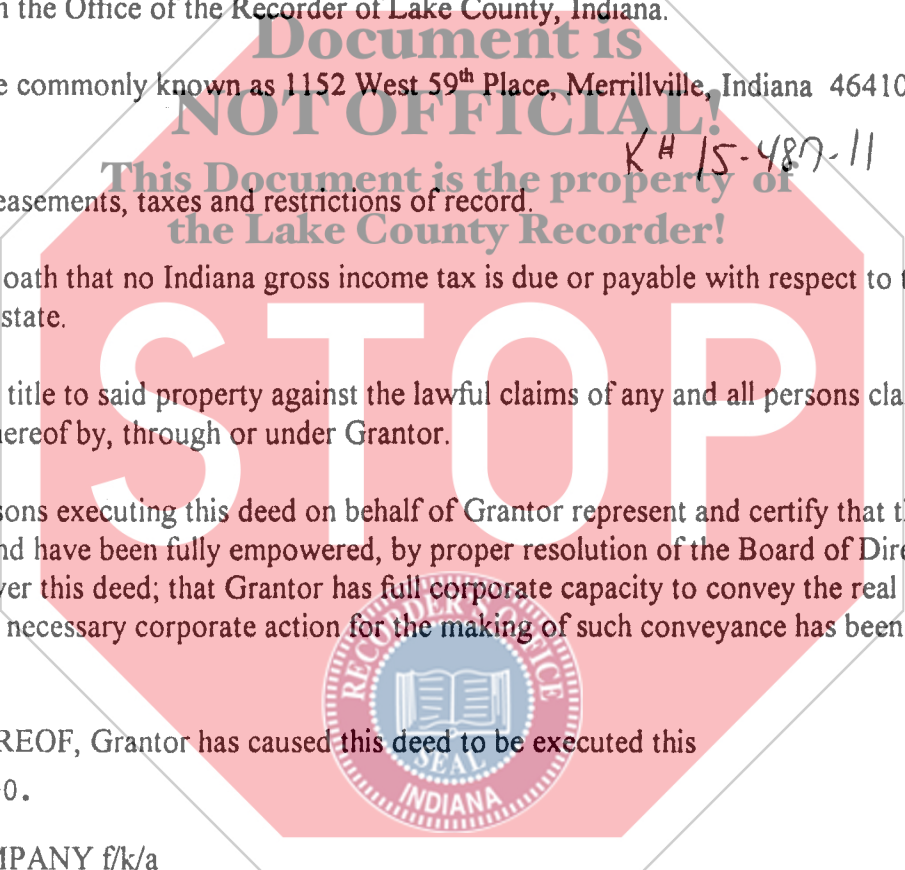 n the Office of the Recorder of Lake County, Indiana.
Document is
e commonly known as 1152 West 59th Place, Merrillville, Indiana 46410
NOT OFFICIAL!
K# 15-487-11
This Document is the property of
easements, taxes and restrictions of record.
the Lake County Recorder!
oath that no Indiana gross income tax is due or payable with respect to t
state.
STOP
title to said property against the lawful claims of any and all persons cla
hereof by, through or under Grantor.
sons executing this deed on behalf of Grantor represent and certify that th
nd have been fully empowered, by proper resolution of the Board of Dire
ver this deed; that Grantor has full corporate capacity to convey the real
necessary corporate action for the making of such conveyance has been
RECORDER'S OFFICE
REOF, Grantor has caused this deed to be executed this
SEAL
0.
INDIANA
MPANY f/k/a